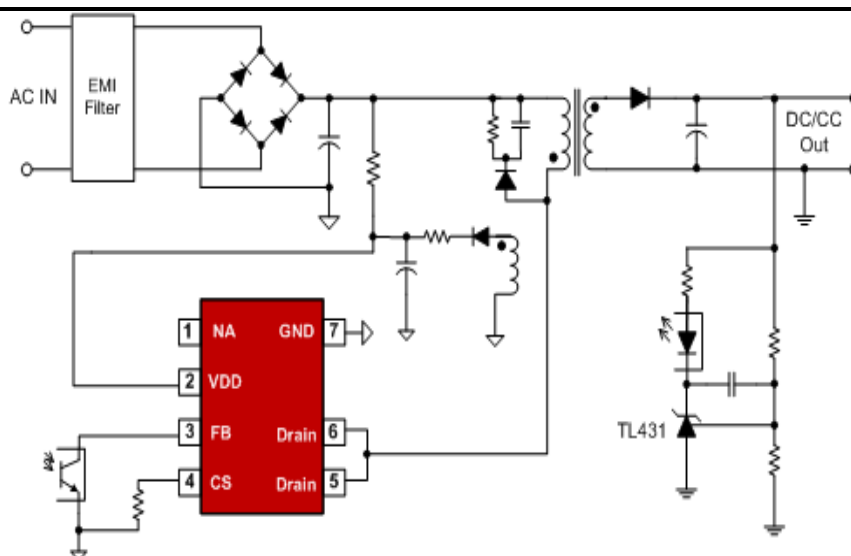 AC IN
EMI
Filter
DC/CC
Out
1 NA GND 7
2 VDD
3 FB Drain 6
4 CS Drain 5
TL431